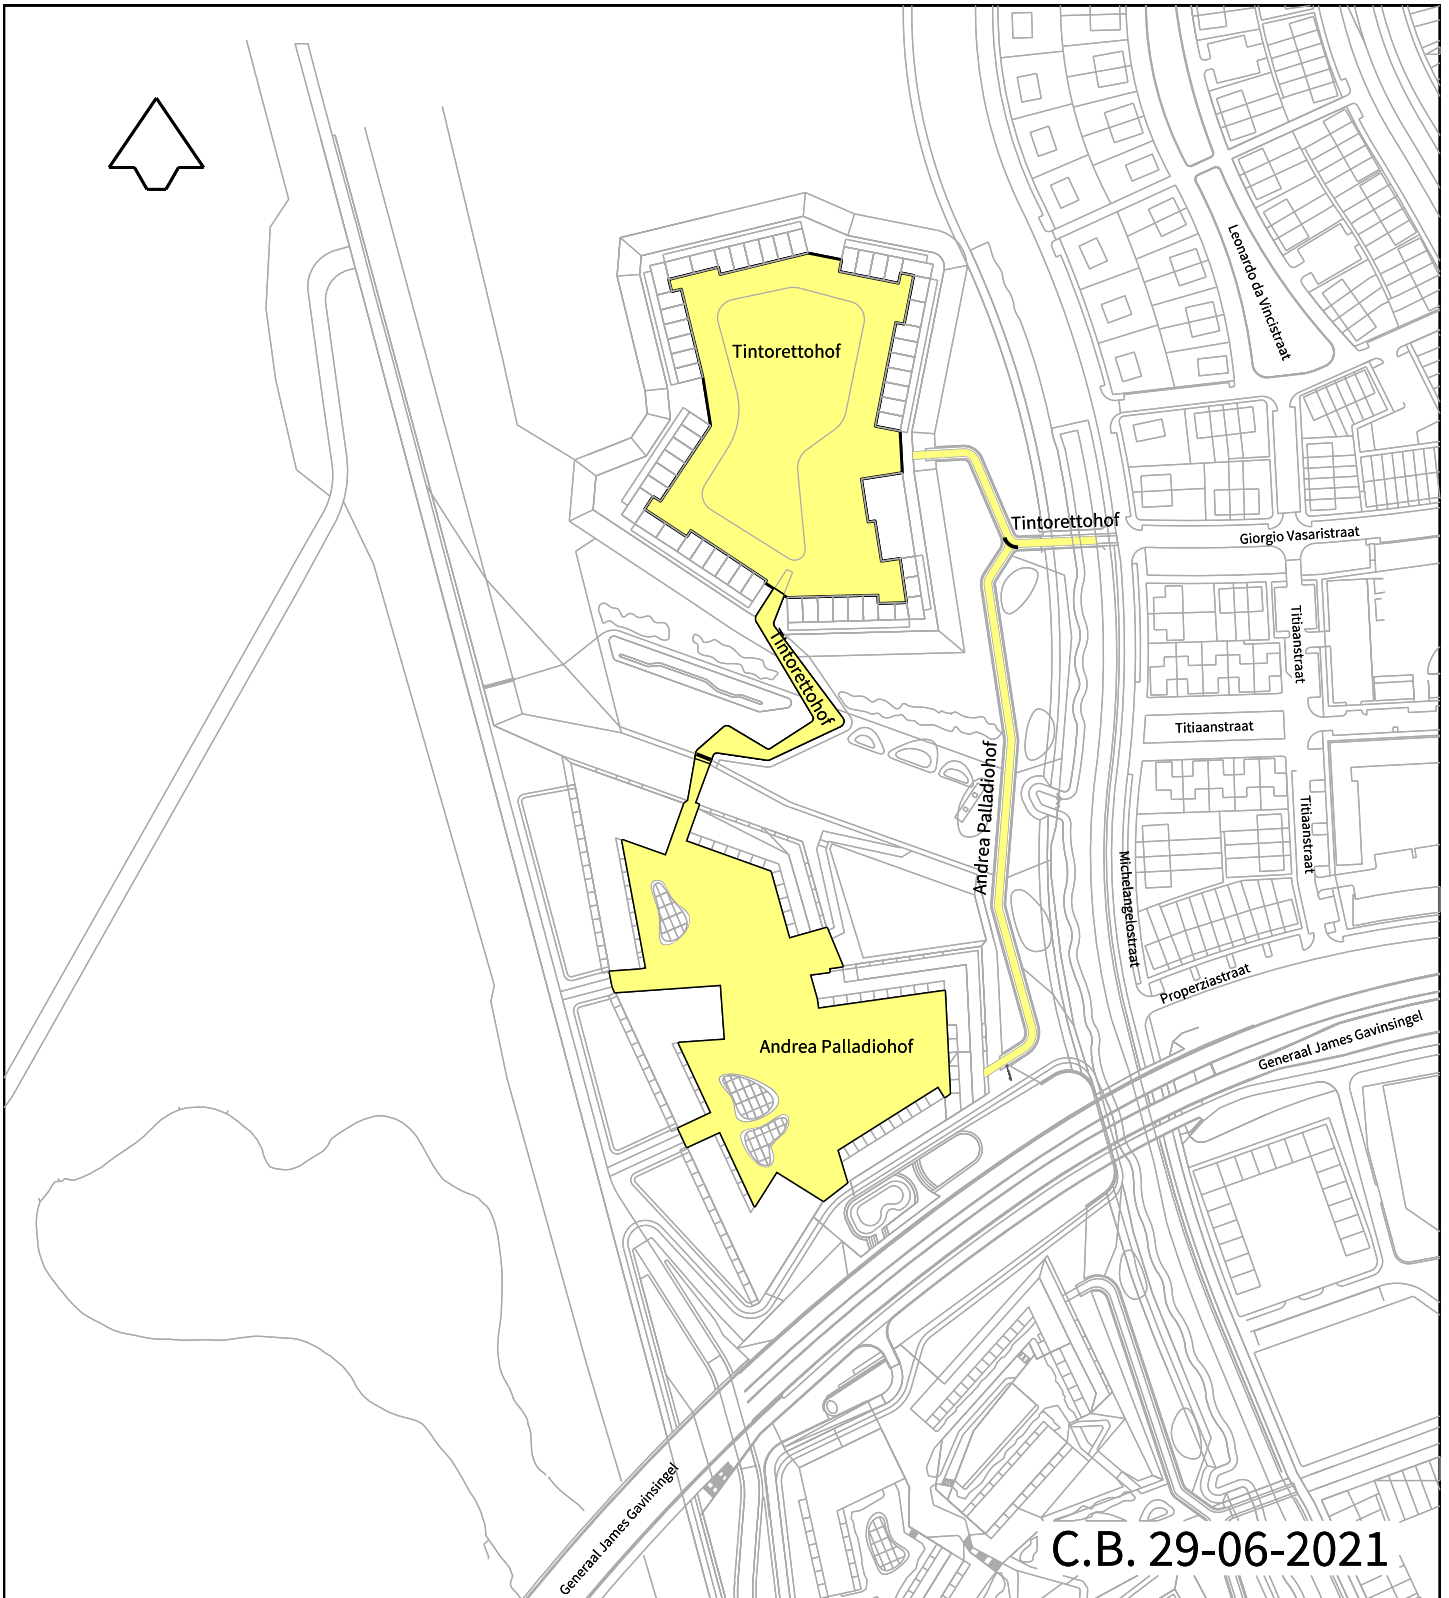 Leonardo da Vincistraat
Tintorettohof
Tintorettohof
Giorgio Vasaristraat
Titiaanstraat
Tintorettohof
Titiaanstraat
Andrea Palladiohof
Titiaanstraat
Michelangelostraat
Properziastraat
Andrea Palladiohof
Generaal James Gavinsingel
Generaal James Gavinsingel
C.B. 29-06-2021